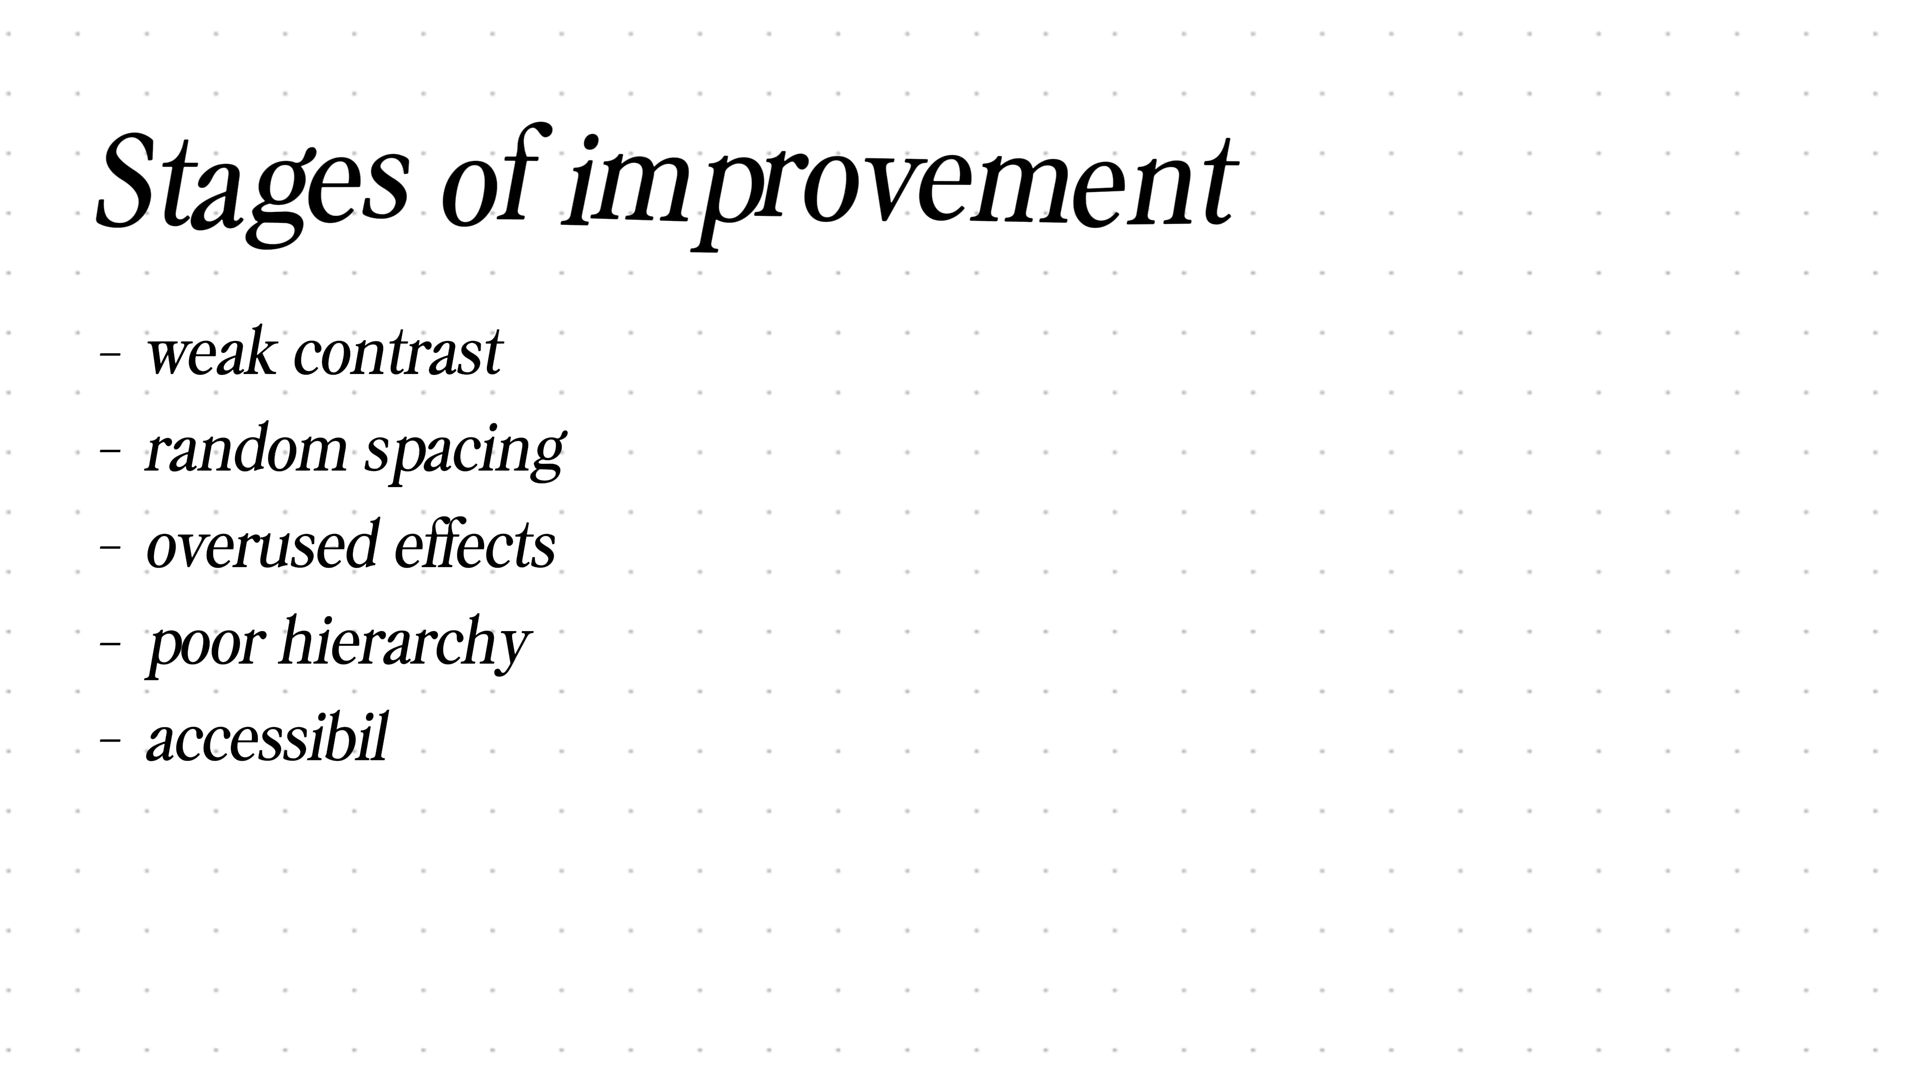 Stages of improvement
– weak contrast
– random spacing
– overused effects
– poor hierarchy
– accessibil